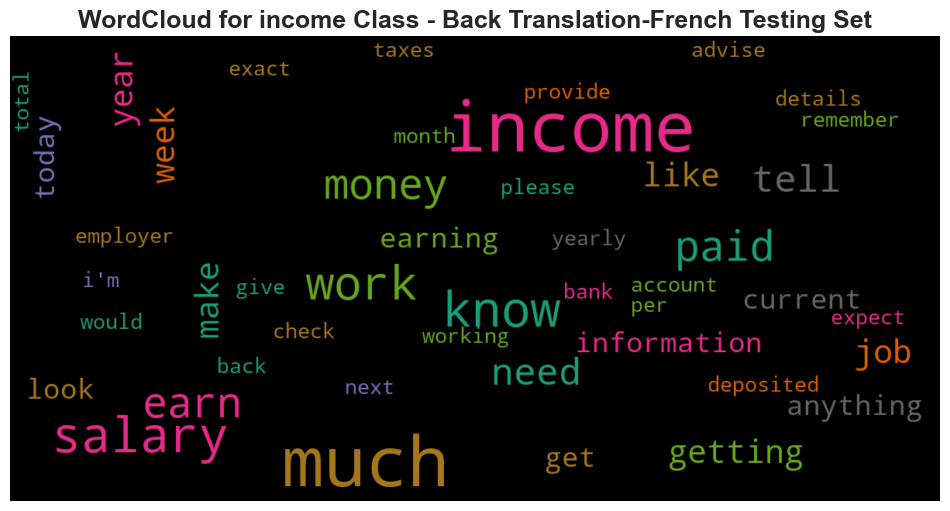 WordCloud for income Class - Back Translation-French Testing Set
taxes
advise
exact
total
year
provide
details
remember
week
today
month
income
money
please
like
tell
employer
earning
yearly
paid
i'm
make
give
work
know
bank
account
per
current
expect
would
check
working
information
job
back
next
need
deposited
look
earn
anything
salary
much
get
getting